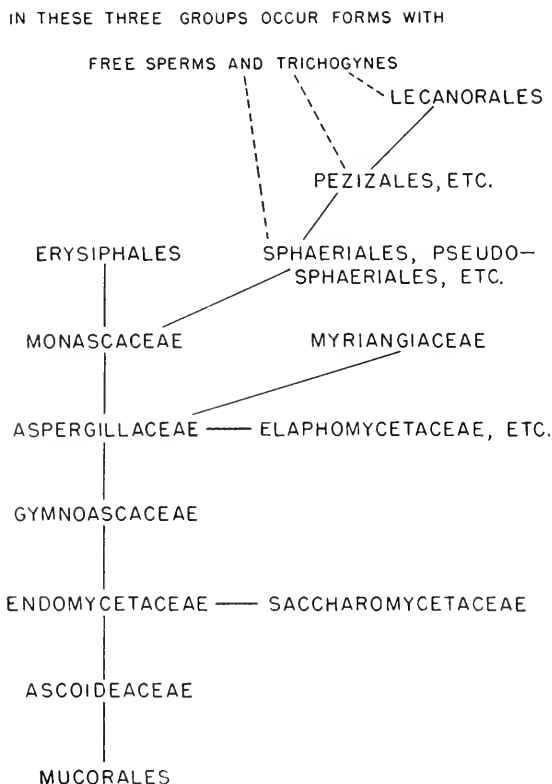 IN THESE THREE GROUPS OCCUR FORMS WITH
FREE SPERMS AND TRICHOGYNES
LECANORALES
PEZIZALES, ETC.
ERYSIPHALES
SPHAERIALES, PSEUDO-
SPHAERIALES, ETC.
MONASCACEAE
MYRIANGIACEAE
ASPERGILLACEAE
ELAPHOMYCETACEAE, ETC.
GYMNOASCACEAE
ENDOMYCETACEAE
SACCHAROMYCETACEAE
ASCOIDEACEAE
MUCORALES